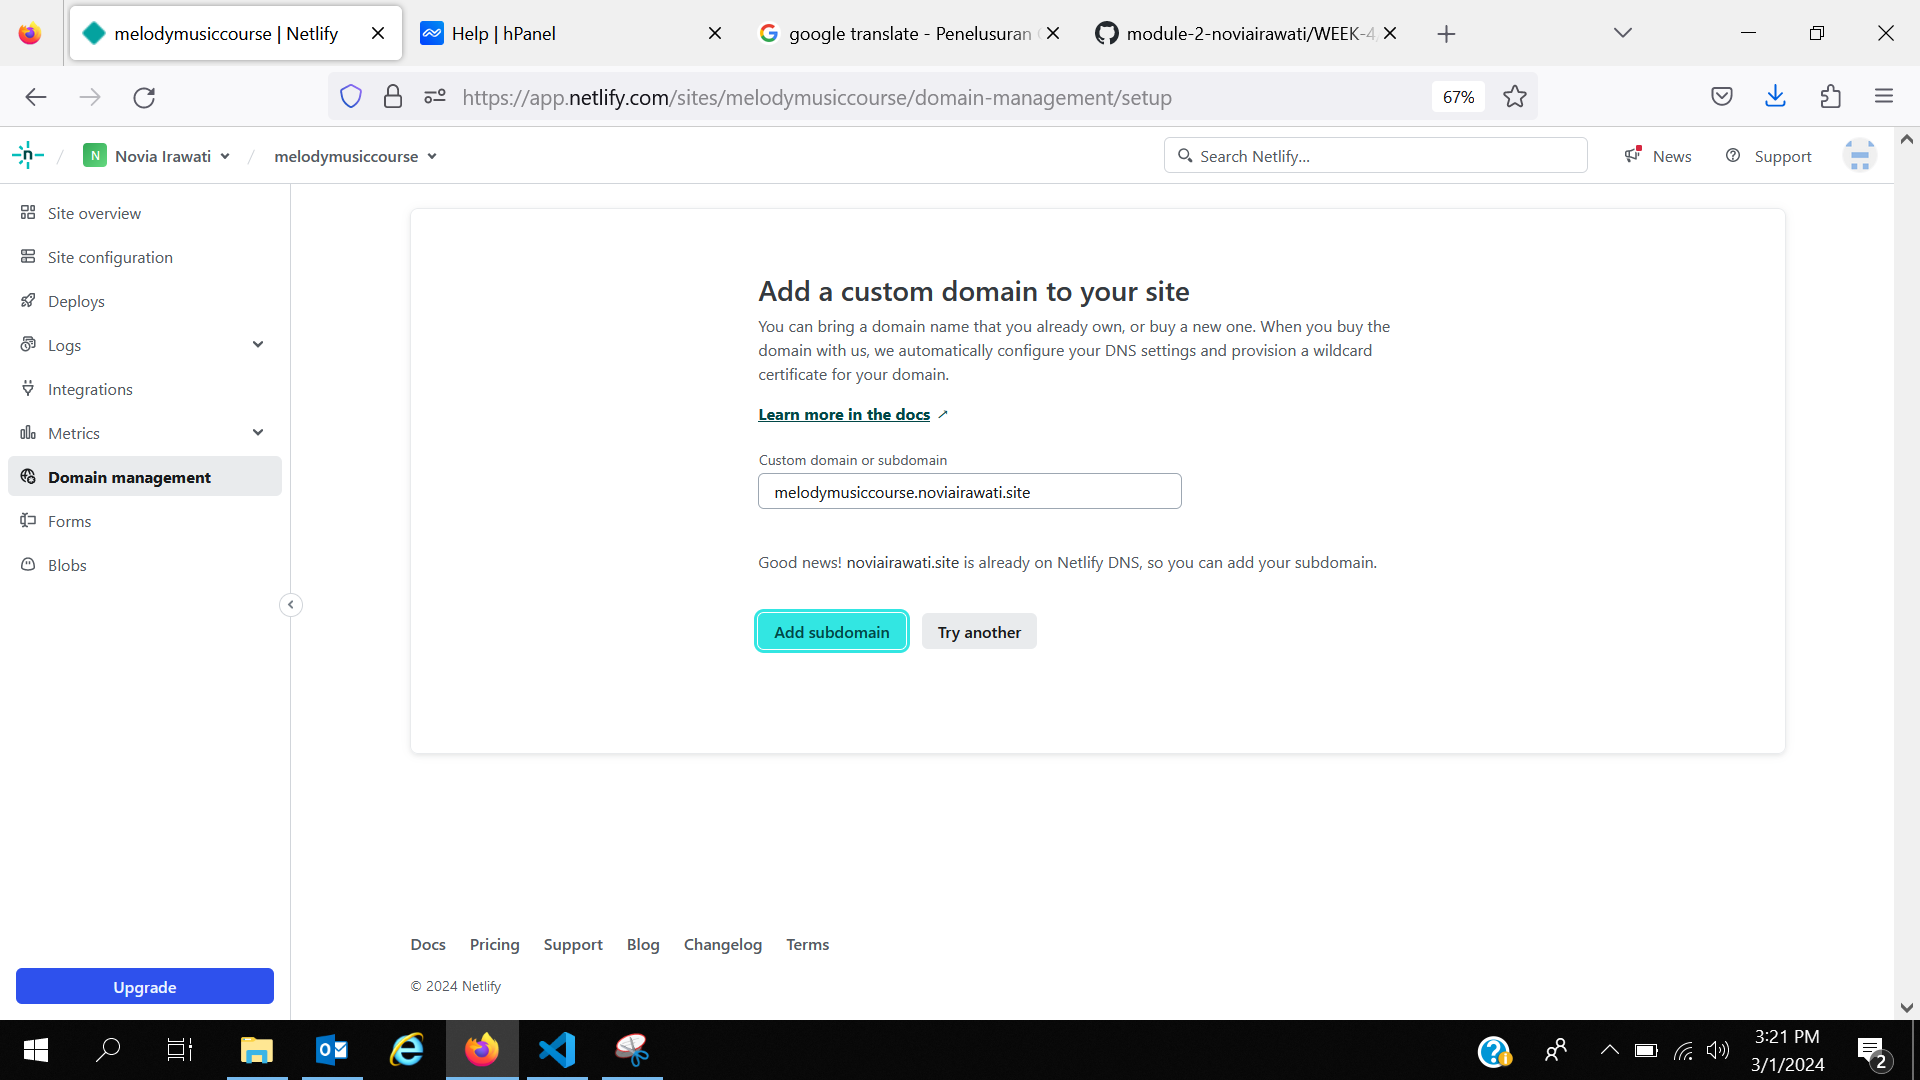 melodymusiccourse | Netlify
Help | hPanel
google translate - Penelusuran
module-2-noviairawati/WEEK-4
https://app.netlify.com/sites/melodymusiccourse/domain-management/setup
67%
n
N
Novia Irawati
melodymusiccourse
Search Netlify...
News
Support
Site overview
Site configuration
Deploys
Logs
Integrations
Metrics
Domain management
Forms
Blobs
Upgrade
Add a custom domain to your site
You can bring a domain name that you already own, or buy a new one. When you buy the
domain with us, we automatically configure your DNS settings and provision a wildcard
certificate for your domain.
Learn more in the docs
Custom domain or subdomain
melodymusiccourse.noviairawati.site
Good news! noviairawati.site is already on Netlify DNS, so you can add your subdomain.
Add subdomain
Try another
Docs
Pricing
Support
Blog
Changelog
Terms
© 2024 Netlify
3:21 PM
3/1/2024
2